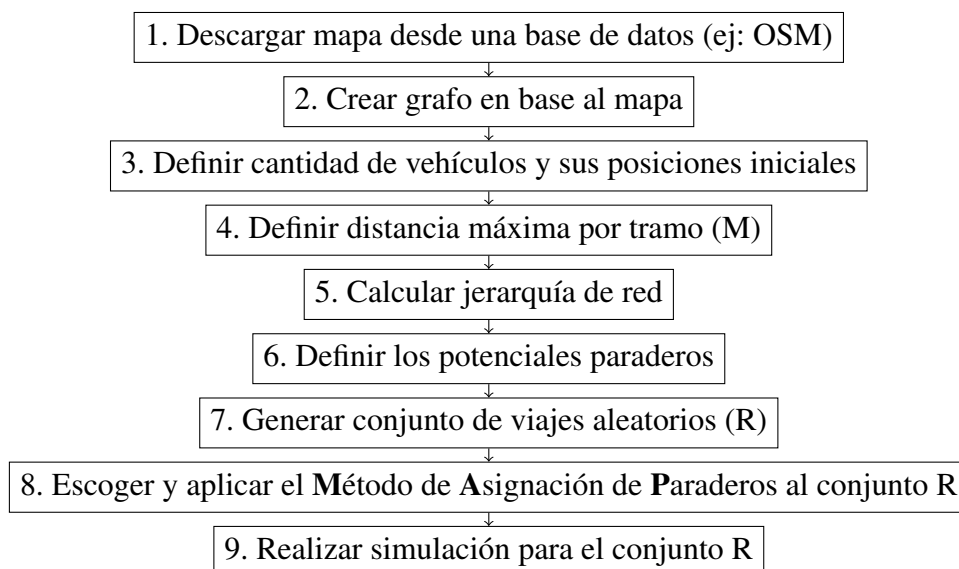 1. Descargar mapa desde una base de datos (ej: OSM)
2. Crear grafo en base al mapa
3. Definir cantidad de vehículos y sus posiciones iniciales
4. Definir distancia máxima por tramo (M)
5. Calcular jerarquía de red
6. Definir los potenciales paraderos
7. Generar conjunto de viajes aleatorios (R)
8. Escoger y aplicar el Método de Asignación de Paraderos al conjunto R
9. Realizar simulación para el conjunto R